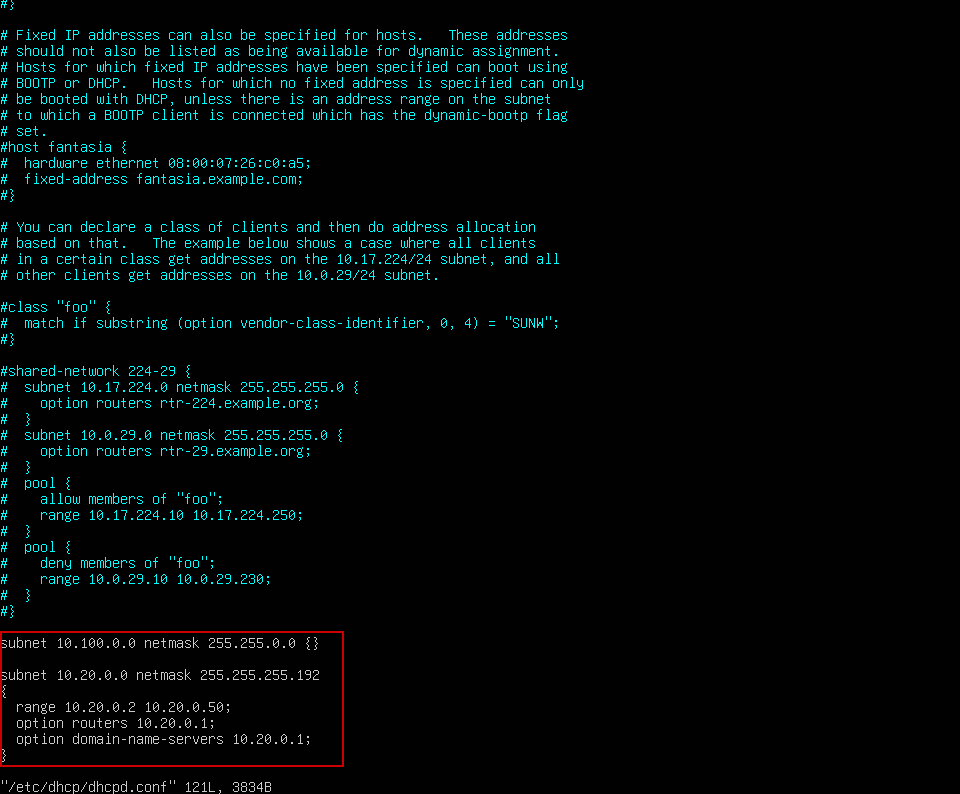 #}
# Fixed IP addresses can also be specified for hosts.   These addresses
# should not also be listed as being available for dynamic assignment.
# Hosts for which fixed IP addresses have been specified can boot using
# BOOTP or DHCP.   Hosts for which no fixed address is specified can only
# be booted with DHCP, unless there is an address range on the subnet
# to which a BOOTP client is connected which has the dynamic-bootp flag
# set.
#host fantasia {
#  hardware ethernet 08:00:07:26:c0:a5;
#  fixed-address fantasia.example.com;
#}
# You can declare a class of clients and then do address allocation
# based on that.   The example below shows a case where all clients
# in a certain class get addresses on the 10.17.224/24 subnet, and all
# other clients get addresses on the 10.0.29/24 subnet.
#class "foo" {
#  match if substring (option vendor-class-identifier, 0, 4) = "SUNW";
#}
#shared-network 224-29 {
#  subnet 10.17.224.0 netmask 255.255.255.0 {
#    option routers rtr-224.example.org;
#  }
#  subnet 10.0.29.0 netmask 255.255.255.0 {
#    option routers rtr-29.example.org;
#  }
#  pool {
#    allow members of "foo";
#    range 10.17.224.10 10.17.224.250;
#  }
#  pool {
#    deny members of "foo";
#    range 10.0.29.10 10.0.29.230;
#  }
#}
subnet 10.100.0.0 netmask 255.255.0.0 {}
subnet 10.20.0.0 netmask 255.255.255.192
{
  range 10.20.0.2 10.20.0.50;
  option routers 10.20.0.1;
  option domain-name-servers 10.20.0.1;
}
"/etc/dhcp/dhcpd.conf" 121L, 3834B